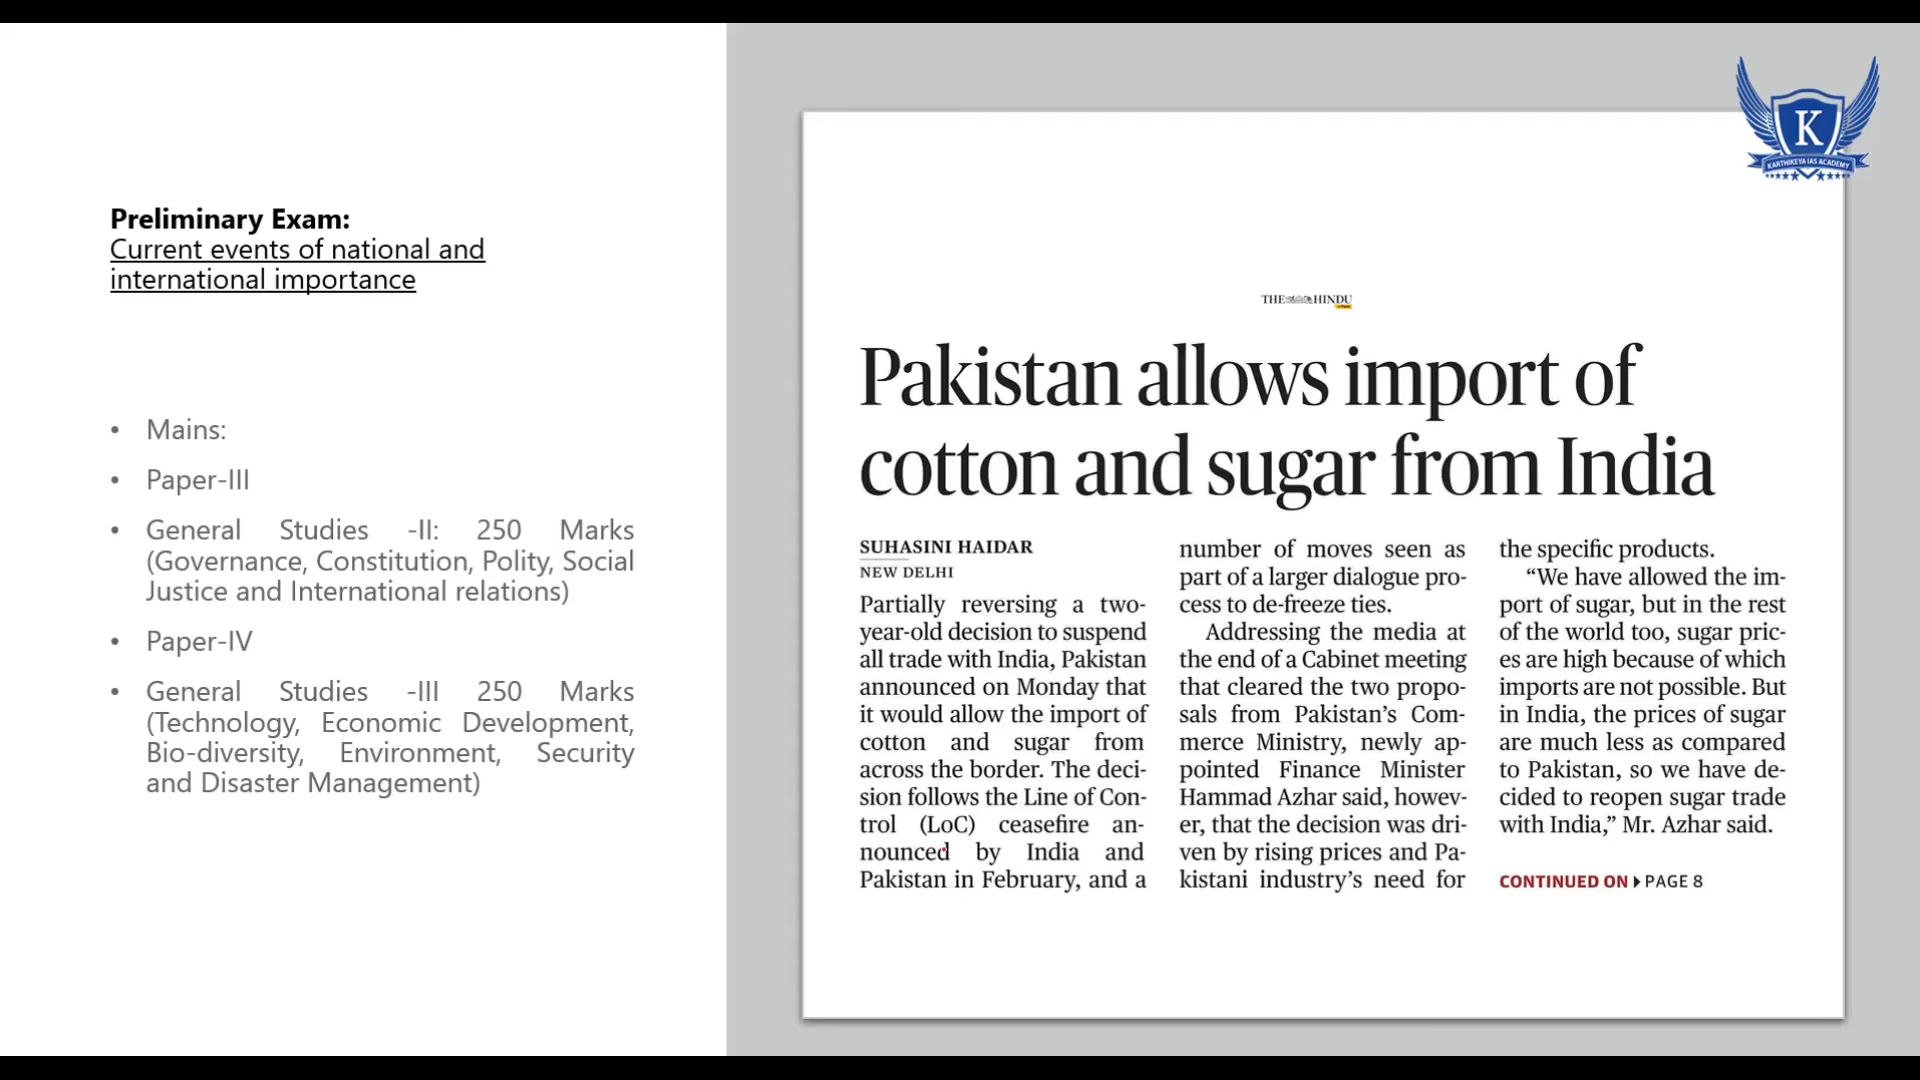 Preliminary Exam:
Current events of national and
international importance
• Mains:
• Paper-III
• General Studies -II: 250 Marks
(Governance, Constitution, Polity, Social
Justice and International relations)
• Paper-IV
• General Studies -III 250 Marks
(Technology, Economic Development,
Bio-diversity, Environment, Security
and Disaster Management)
K
KARTHIKEYA IAS ACADEMY
THE HINDU
Pakistan allows import of
cotton and sugar from India
SUHASINI HAIDAR
NEW DELHI
Partially reversing a two-
year-old decision to suspend
all trade with India, Pakistan
announced on Monday that
it would allow the import of
cotton and sugar from
across the border. The deci-
sion follows the Line of Con-
trol (LoC) ceasefire an-
nounced by India and
Pakistan in February, and a
number of moves seen as
part of a larger dialogue pro-
cess to de-freeze ties.
Addressing the media at
the end of a Cabinet meeting
that cleared the two propo-
sals from Pakistan’s Com-
merce Ministry, newly ap-
pointed Finance Minister
Hammad Azhar said, howev-
er, that the decision was dri-
ven by rising prices and Pa-
kistani industry’s need for
the specific products.
“We have allowed the im-
port of sugar, but in the rest
of the world too, sugar pric-
es are high because of which
imports are not possible. But
in India, the prices of sugar
are much less as compared
to Pakistan, so we have de-
cided to reopen sugar trade
with India,” Mr. Azhar said.
CONTINUED ON PAGE 8